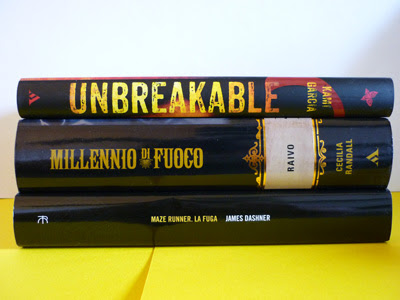 UNBREAKABLE
KAMI
GARCIA
MILLENNIO DI FUOCO
RAIVO
CECILIA
RANDALL
MAZE RUNNER. LA FUGA JAMES DASHNER